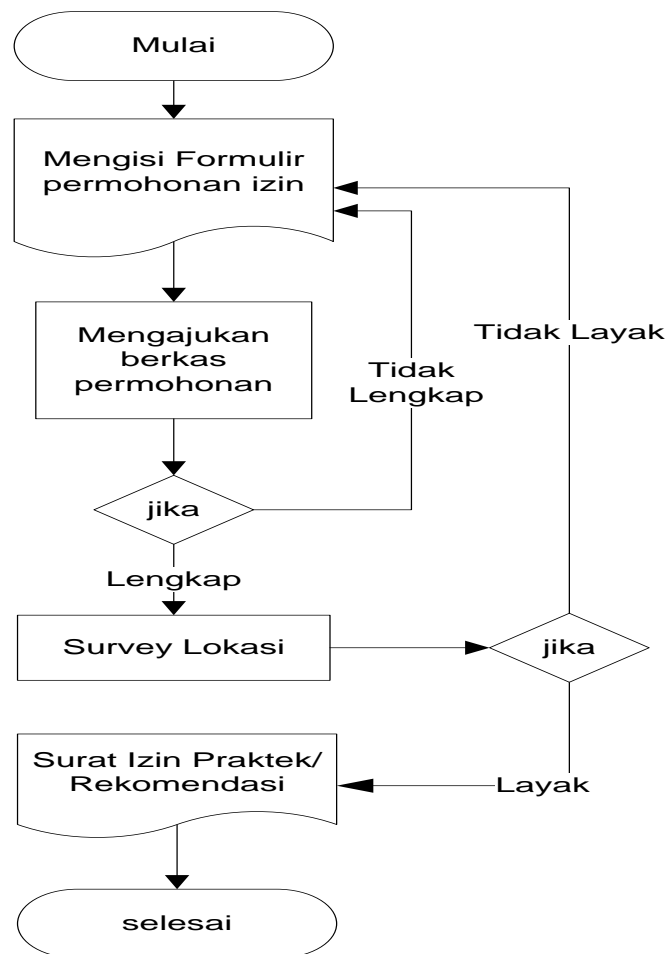 Mulai
Mengisi Formulir
permohonan izin
Mengajukan
berkas
permohonan
Tidak Layak
Tidak
Lengkap
jika
Lengkap
Survey Lokasi
jika
Surat Izin Praktek/
Rekomendasi
Layak
selesai